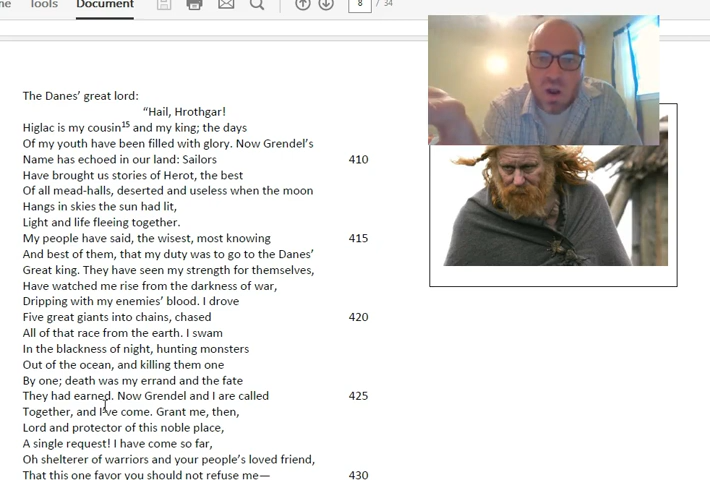 Tools Document 8 / 34
The Danes’ great lord:
“Hail, Hrothgar!
Higlac is my cousin15 and my king; the days
Of my youth have been filled with glory. Now Grendel’s
Name has echoed in our land: Sailors 410
Have brought us stories of Herot, the best
Of all mead-halls, deserted and useless when the moon
Hangs in skies the sun had lit,
Light and life fleeing together.
My people have said, the wisest, most knowing 415
And best of them, that my duty was to go to the Danes’
Great king. They have seen my strength for themselves,
Have watched me rise from the darkness of war,
Dripping with my enemies’ blood. I drove
Five great giants into chains, chased 420
All of that race from the earth. I swam
In the blackness of night, hunting monsters
Out of the ocean, and killing them one
By one; death was my errand and the fate
They had earned. Now Grendel and I are called 425
Together, and I’ve come. Grant me, then,
Lord and protector of this noble place,
A single request! I have come so far,
Oh shelterer of warriors and your people’s loved friend,
That this one favor you should not refuse me— 430